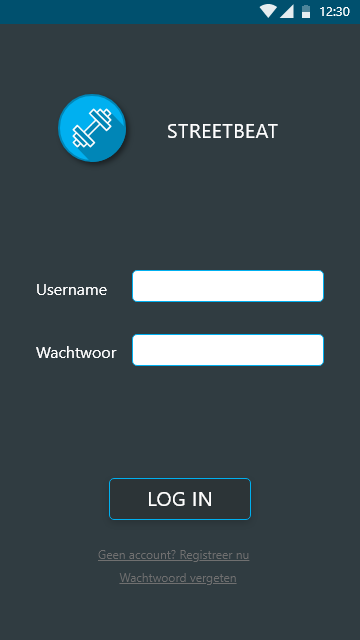 12:30
STREETBEAT
Username
Wachtwoor
LOG IN
Geen account? Registreer nu
Wachtwoord vergeten